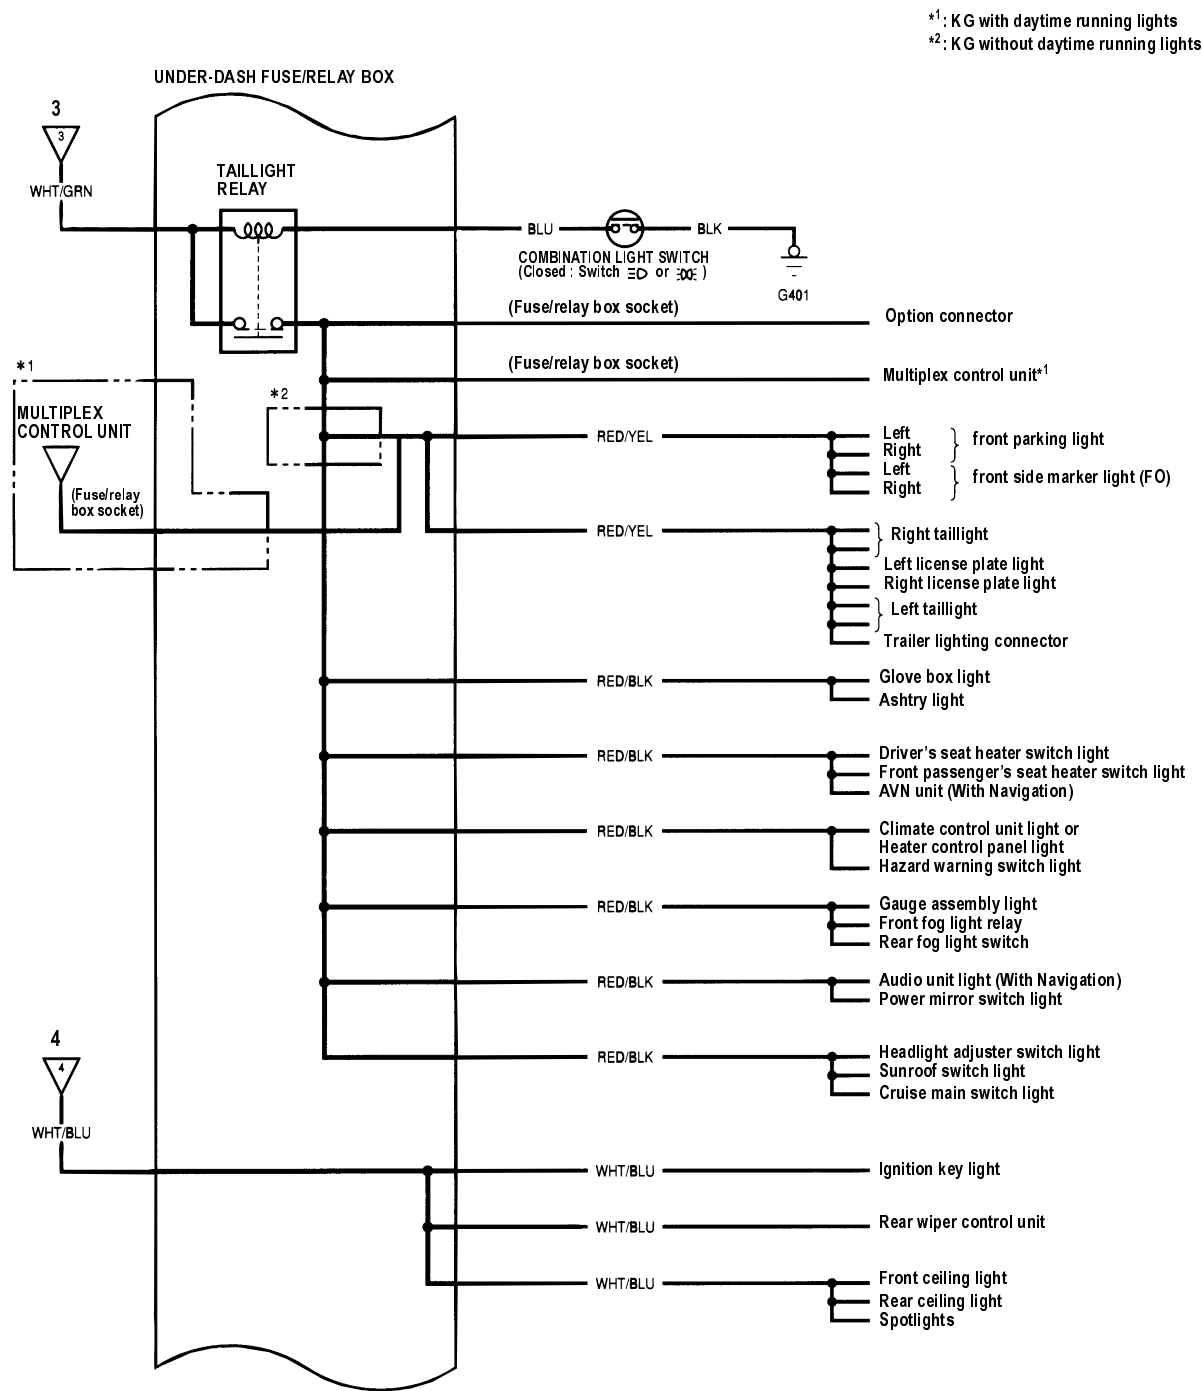 *1: KG with daytime running lights
*2: KG without daytime running lights
UNDER-DASH FUSE/RELAY BOX
3
3
WHT/GRN
TAILLIGHT
RELAY
BLU
BLK
COMBINATION LIGHT SWITCH
(Closed : Switch or )
G401
(Fuse/relay box socket)
Option connector
(Fuse/relay box socket)
Multiplex control unit*1
*1
MULTIPLEX
CONTROL UNIT
(Fuse/relay
box socket)
*2
RED/YEL
Left
Right
front parking light
Left
Right
front side marker light (FO)
RED/YEL
Right taillight
Left license plate light
Right license plate light
Left taillight
Trailer lighting connector
RED/BLK
Glove box light
Ashtry light
RED/BLK
Driver's seat heater switch light
Front passenger's seat heater switch light
AVN unit (With Navigation)
RED/BLK
Climate control unit light or
Heater control panel light
Hazard warning switch light
RED/BLK
Gauge assembly light
Front fog light relay
Rear fog light switch
RED/BLK
Audio unit light (With Navigation)
Power mirror switch light
RED/BLK
Headlight adjuster switch light
Sunroof switch light
Cruise main switch light
4
4
WHT/BLU
WHT/BLU
Ignition key light
WHT/BLU
Rear wiper control unit
WHT/BLU
Front ceiling light
Rear ceiling light
Spotlights